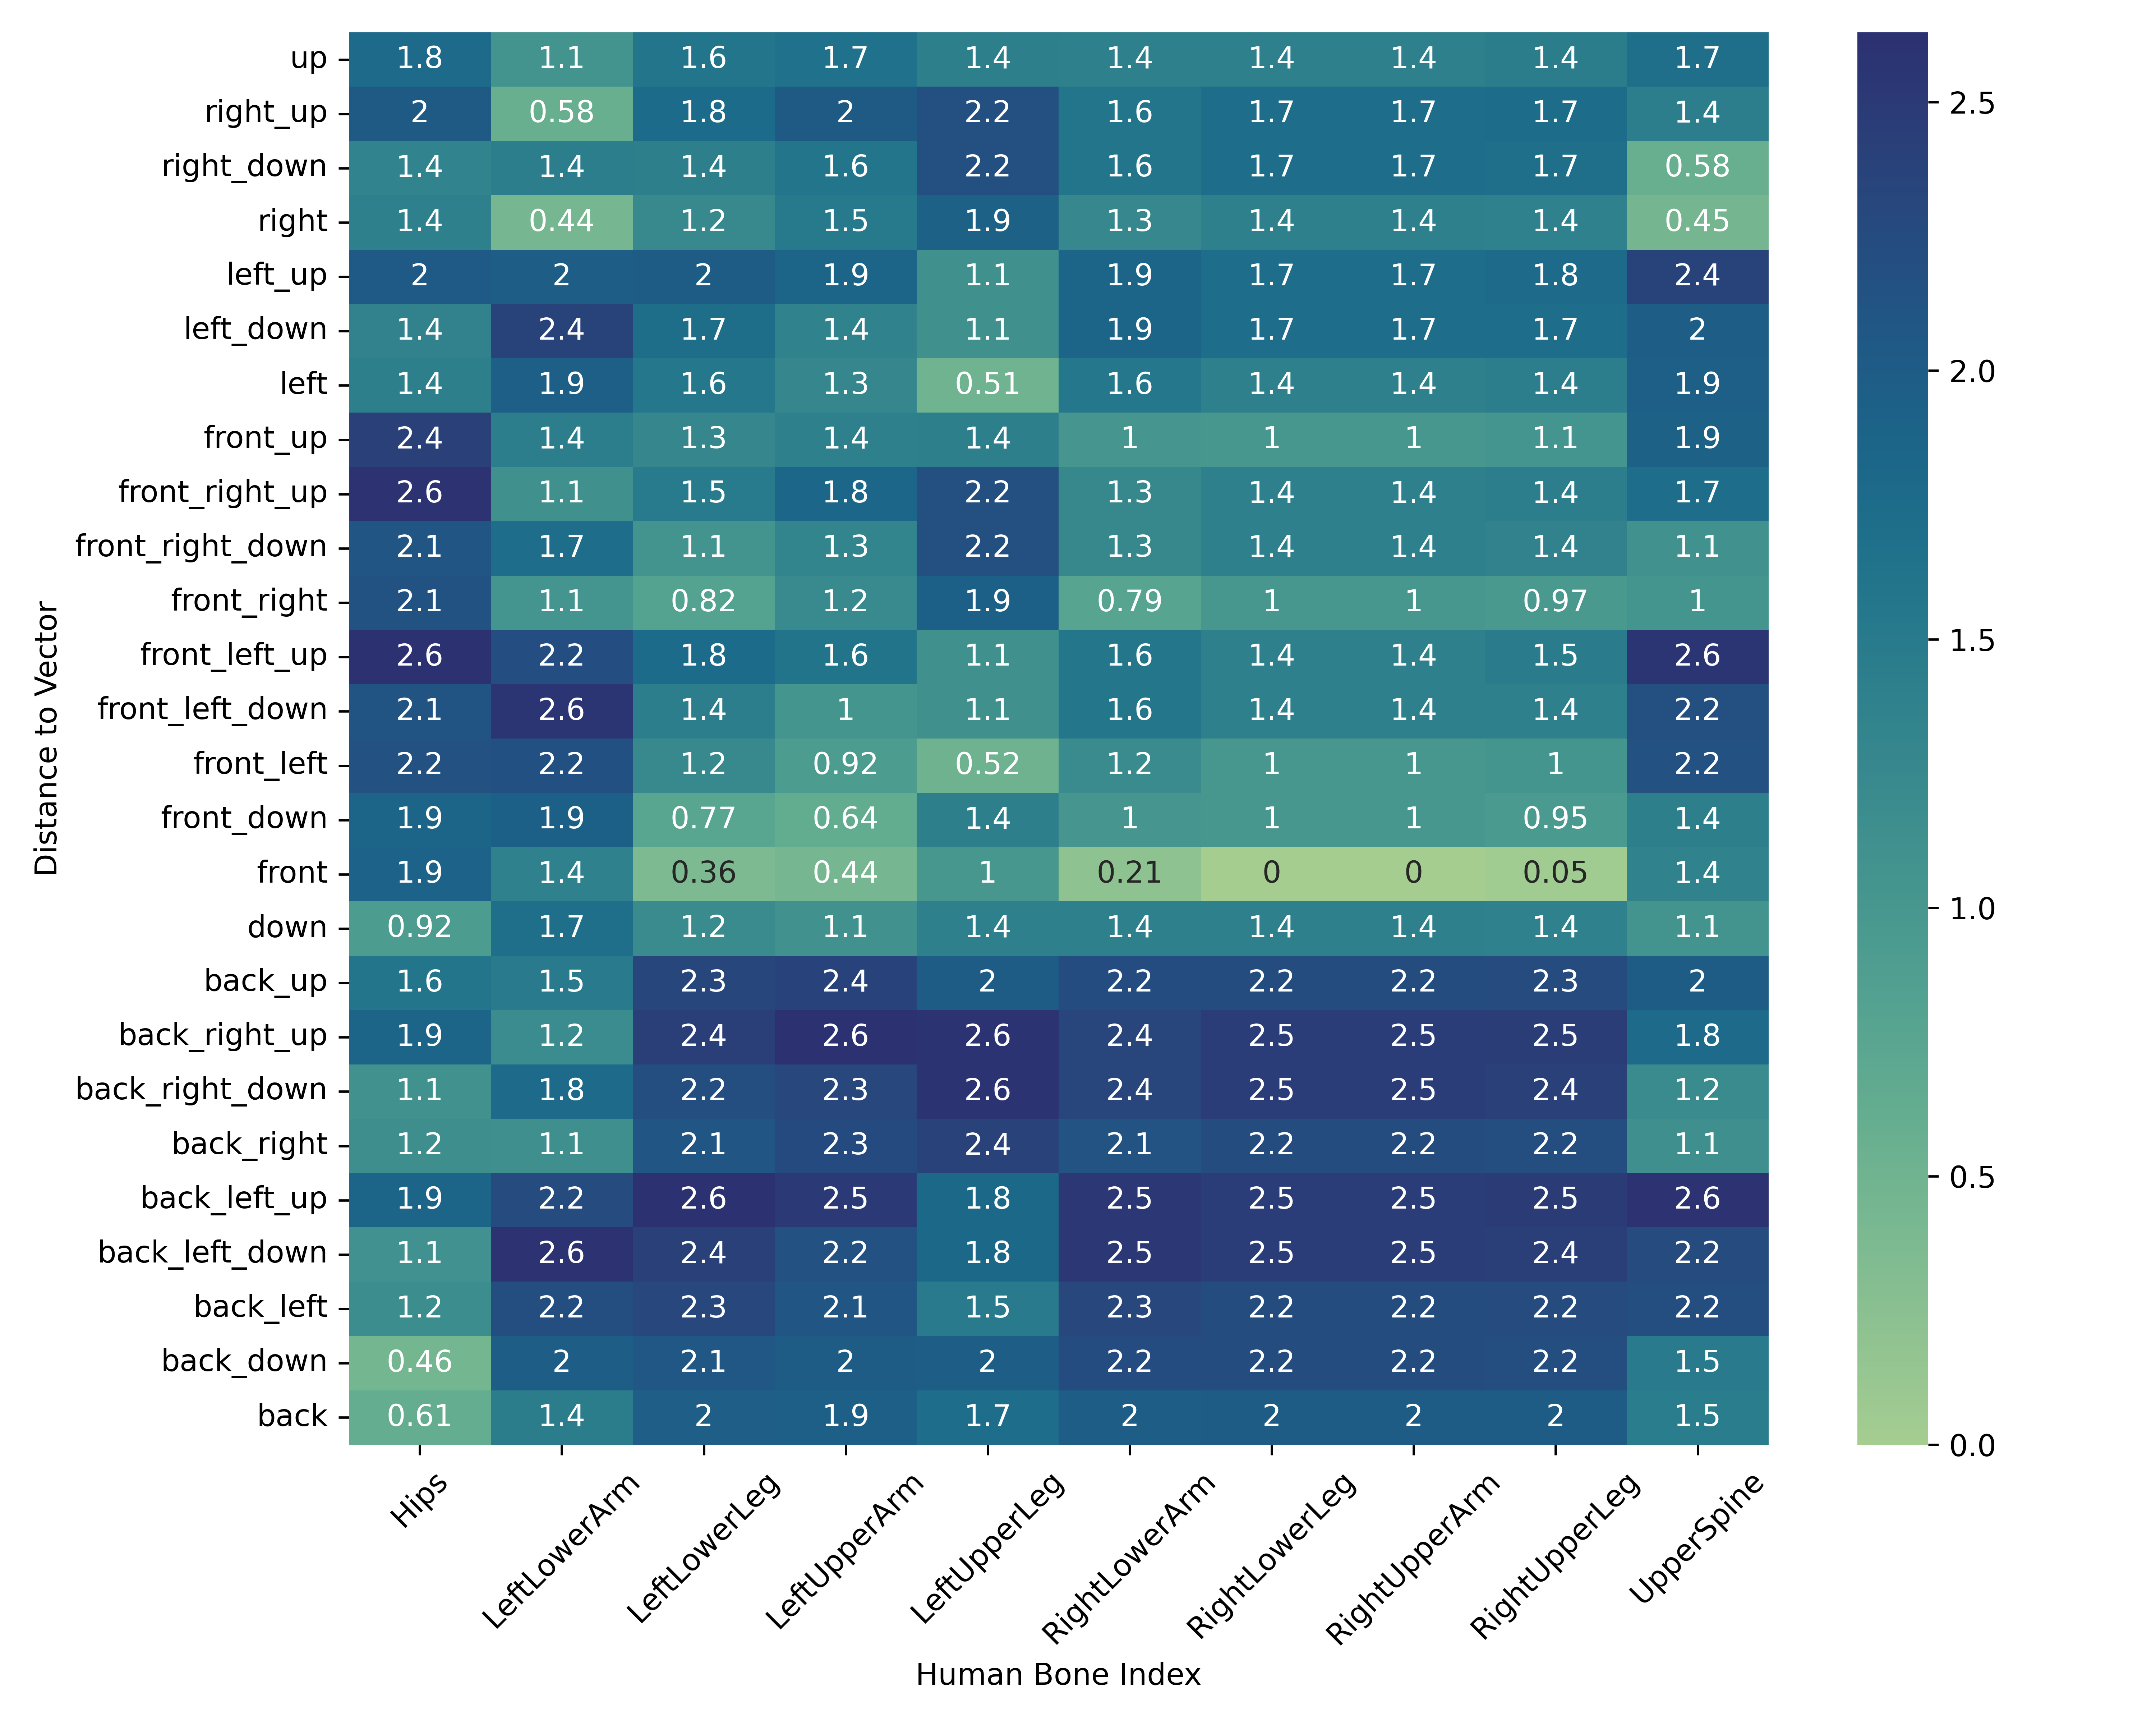 up 1.8 1.1 1.6 1.7 1.4 1.4 1.4 1.4 1.4 1.7
right_up 2 0.58 1.8 2 2.2 1.6 1.7 1.7 1.7 1.4
right_down 1.4 1.4 1.4 1.6 2.2 1.6 1.7 1.7 1.7 0.58
right 1.4 0.44 1.2 1.5 1.9 1.3 1.4 1.4 1.4 0.45
left_up 2 2 2 1.9 1.1 1.9 1.7 1.7 1.8 2.4
left_down 1.4 2.4 1.7 1.4 1.1 1.9 1.7 1.7 1.7 2
left 1.4 1.9 1.6 1.3 0.51 1.6 1.4 1.4 1.4 1.9
front_up 2.4 1.4 1.3 1.4 1.4 1 1 1 1.1 1.9
front_right_up 2.6 1.1 1.5 1.8 2.2 1.3 1.4 1.4 1.4 1.7
front_right_down 2.1 1.7 1.1 1.3 2.2 1.3 1.4 1.4 1.4 1.1
front_right 2.1 1.1 0.82 1.2 1.9 0.79 1 1 0.97 1
front_left_up 2.6 2.2 1.8 1.6 1.1 1.6 1.4 1.4 1.5 2.6
front_left_down 2.1 2.6 1.4 1 1.1 1.6 1.4 1.4 1.4 2.2
front_left 2.2 2.2 1.2 0.92 0.52 1.2 1 1 1 2.2
front_down 1.9 1.9 0.77 0.64 1.4 1 1 1 0.95 1.4
front 1.9 1.4 0.36 0.44 1 0.21 0 0 0.05 1.4
down 0.92 1.7 1.2 1.1 1.4 1.4 1.4 1.4 1.4 1.1
back_up 1.6 1.5 2.3 2.4 2 2.2 2.2 2.2 2.3 2
back_right_up 1.9 1.2 2.4 2.6 2.6 2.4 2.5 2.5 2.5 1.8
back_right_down 1.1 1.8 2.2 2.3 2.6 2.4 2.5 2.5 2.4 1.2
back_right 1.2 1.1 2.1 2.3 2.4 2.1 2.2 2.2 2.2 1.1
back_left_up 1.9 2.2 2.6 2.5 1.8 2.5 2.5 2.5 2.5 2.6
back_left_down 1.1 2.6 2.4 2.2 1.8 2.5 2.5 2.5 2.4 2.2
back_left 1.2 2.2 2.3 2.1 1.5 2.3 2.2 2.2 2.2 2.2
back_down 0.46 2 2.1 2 2 2.2 2.2 2.2 2.2 1.5
back 0.61 1.4 2 1.9 1.7 2 2 2 2 1.5
Distance to Vector
Hips LeftLowerArm LeftLowerLeg LeftUpperArm LeftUpperLeg RightLowerArm RightLowerLeg RightUpperArm RightUpperLeg UpperSpine
Human Bone Index
2.5
2.0
1.5
1.0
0.5
0.0